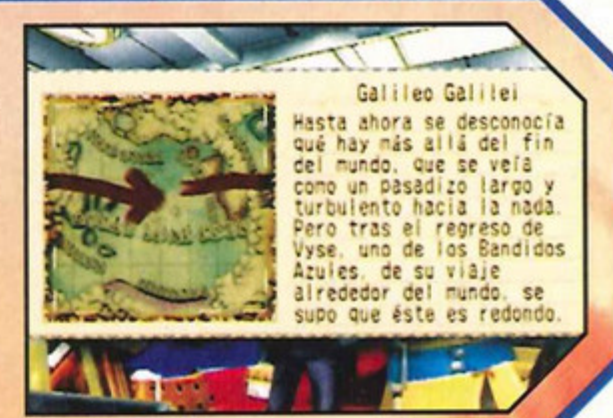 Galileo Galilei
Hasta ahora se desconocía
qué hay más allá del fin
del mundo, que se veía
como un pasadizo largo y
turbulento hacia la nada.
Pero tras el regreso de
Vyse, uno de los Bandidos
Azules, de su viaje
alrededor del mundo, se
supo que éste es redondo.